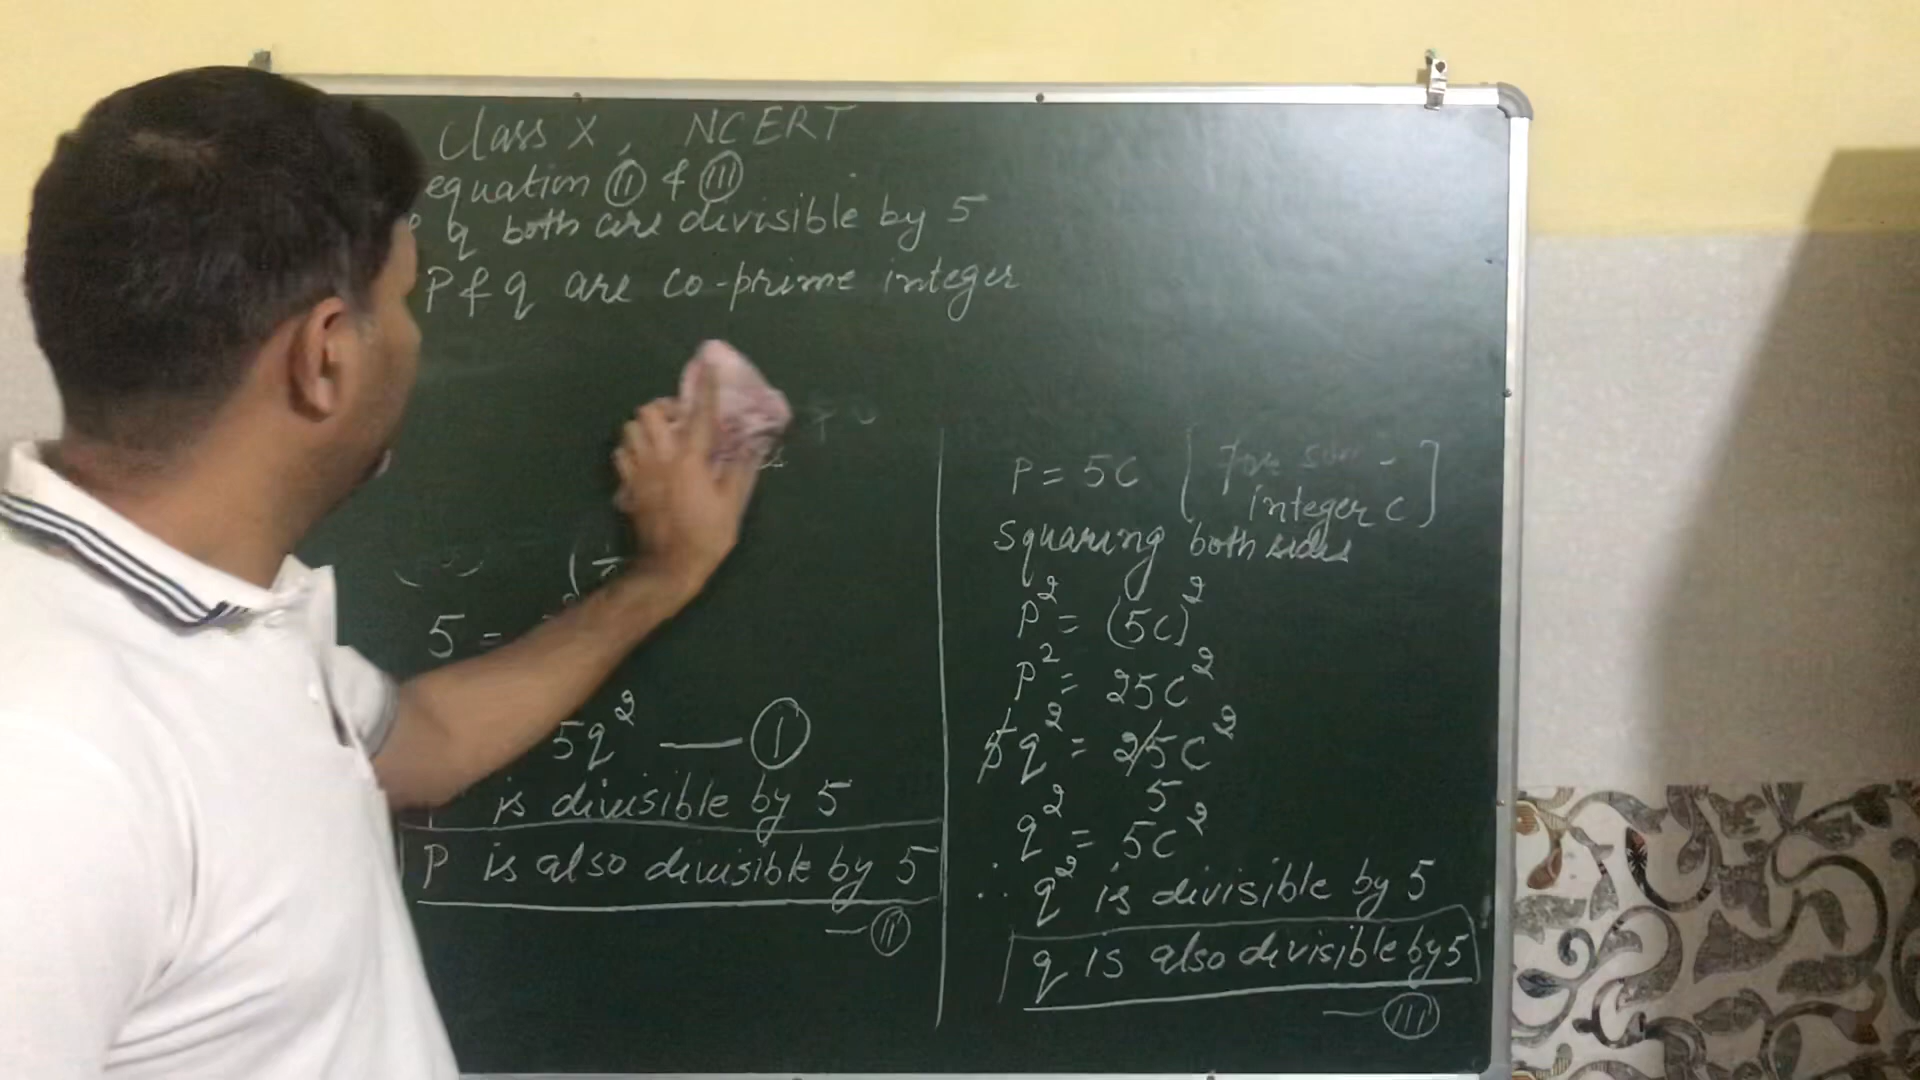 Class X, NCERT
equation (II) & (III)
q both are divisible by 5
P & q are co-prime integer
5 =
5q² — (I)
is divisible by 5
P is also divisible by 5
— (II)
P = 5C [For some
integer C]
Squaring both sides
P² = (5C)²
P² = 25C²
5q² = 25C²
5
q² = 5C²
∴ q² is divisible by 5
q is also divisible by 5
— (III)